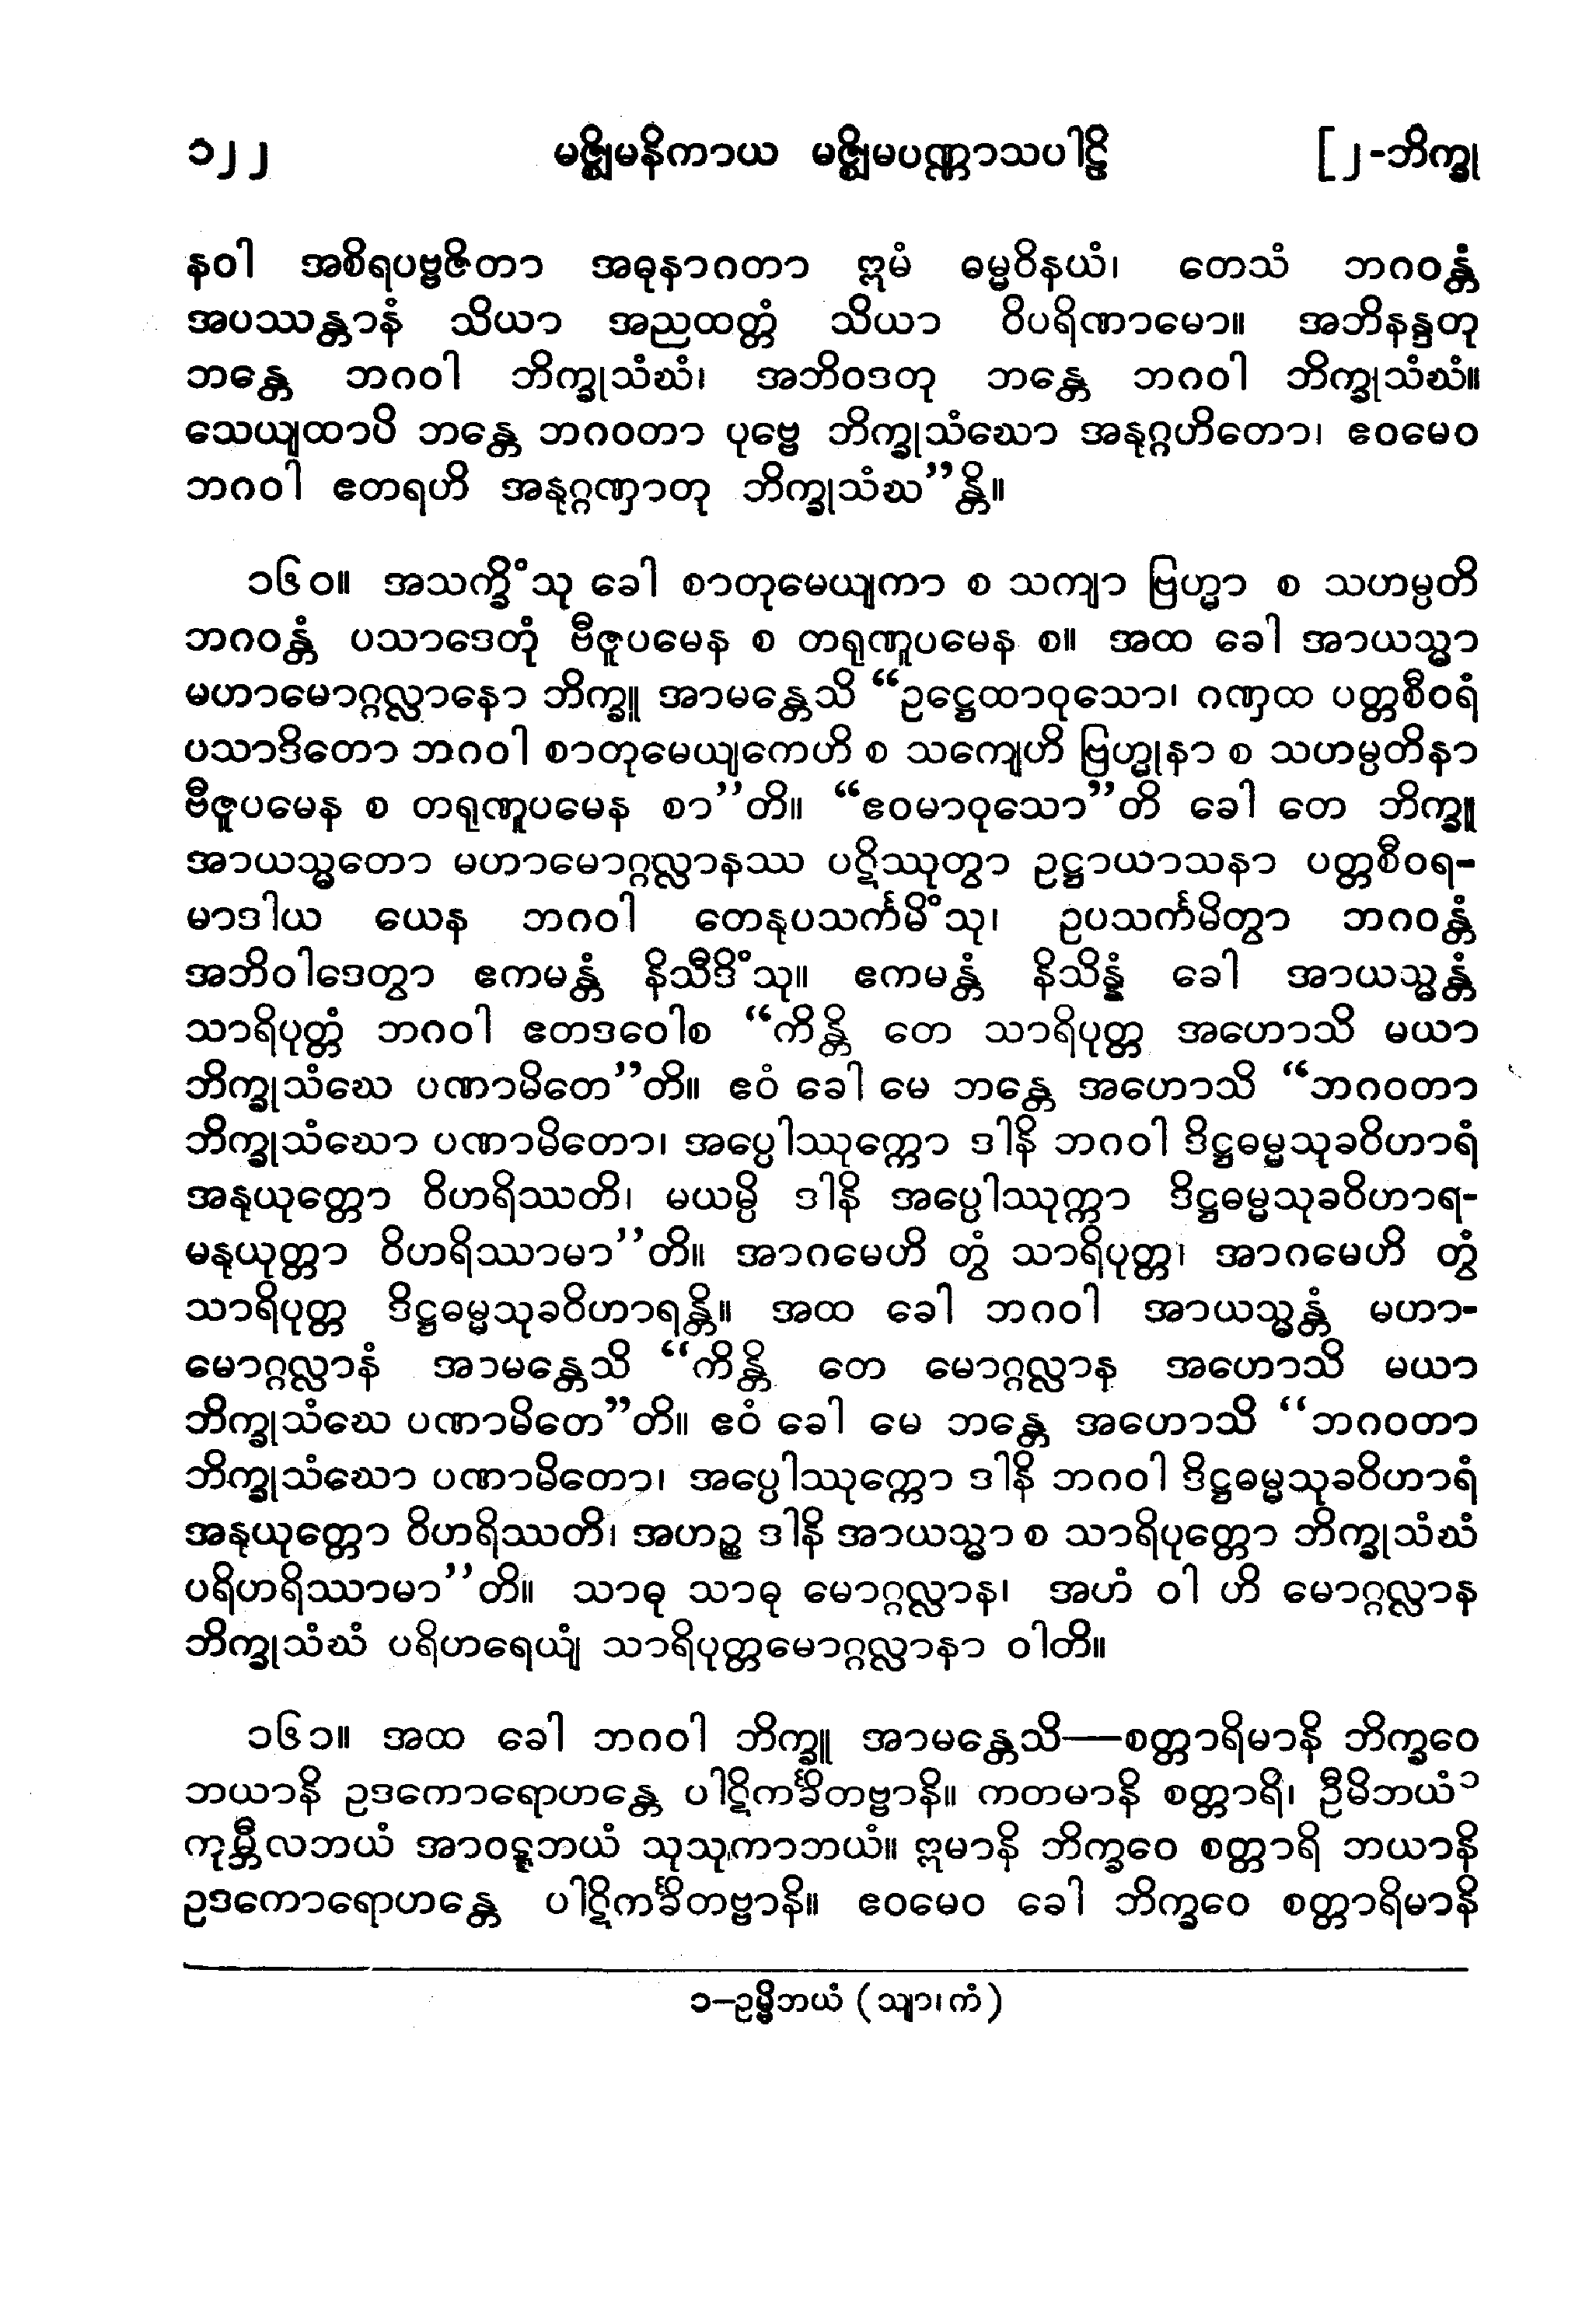 ၁၂၂ မဇ္ဈိမနိကာယ မဇ္ဈိမပဏ္ဏာသပါဠိ [၂-ဘိက္ခု
နဝါ အစိရပဗ္ဗဇိတာ အဓုနာဂတာ ဣမံ ဓမ္မဝိနယံ၊ တေသံ ဘဂဝန္တံ
အပဿန္တာနံ သိယာ အညထတ္တံ သိယာ ဝိပရိဏာမော။ အဘိနန္ဒတု
ဘန္တေ ဘဂဝါ ဘိက္ခုသံဃံ၊ အဘိဝဒတု ဘန္တေ ဘဂဝါ ဘိက္ခုသံဃံ။
သေယျထာပိ ဘန္တေ ဘဂဝတာ ပုဗ္ဗေ ဘိက္ခုသံဃော အနုဂ္ဂဟိတော၊ ဧဝမေဝ
ဘဂဝါ ဧတရဟိ အနုဂ္ဂဏှာတု ဘိက္ခုသံဃ”န္တိ။
၁၆၀။ အသက္ခိံသု ခေါ စာတုမေယျကာ စ သကျာ ဗြဟ္မာ စ သဟမ္ပတိ
ဘဂဝန္တံ ပသာဒေတုံ ဗီဇူပမေန စ တရုဏူပမေန စ။ အထ ခေါ အာယသ္မာ
မဟာမောဂ္ဂလ္လာနော ဘိက္ခူ အာမန္တေသိ “ဥဋ္ဌေထာဝုသော၊ ဂဏှထ ပတ္တစီဝရံ
ပသာဒိတော ဘဂဝါ စာတုမေယျကေဟိ စ သကျေဟိ ဗြဟ္မုနာ စ သဟမ္ပတိနာ
ဗီဇူပမေန စ တရုဏူပမေန စာ”တိ။ “ဧဝမာဝုသော”တိ ခေါ တေ ဘိက္ခူ
အာယသ္မတော မဟာမောဂ္ဂလ္လာနဿ ပဋိဿုတွာ ဥဋ္ဌာယာသနာ ပတ္တစီဝရ-
မာဒါယ ယေန ဘဂဝါ တေနုပသင်္ကမိံသု၊ ဥပသင်္ကမိတွာ ဘဂဝန္တံ
အဘိဝါဒေတွာ ဧကမန္တံ နိသီဒိံသု။ ဧကမန္တံ နိသိန္နံ ခေါ အာယသ္မန္တံ
သာရိပုတ္တံ ဘဂဝါ ဧတဒဝေါစ “ကိန္တိ တေ သာရိပုတ္တ အဟောသိ မယာ
ဘိက္ခုသံဃေ ပဏာမိတေ”တိ။ ဧဝံ ခေါ မေ ဘန္တေ အဟောသိ “ဘဂဝတာ
ဘိက္ခုသံဃော ပဏာမိတော၊ အပ္ပေါဿုက္ကော ဒါနိ ဘဂဝါ ဒိဋ္ဌဓမ္မသုခဝိဟာရံ
အနုယုတ္တော ဝိဟရိဿတိ၊ မယမ္ပိ ဒါနိ အပ္ပေါဿုက္ကာ ဒိဋ္ဌဓမ္မသုခဝိဟာရ-
မနုယုတ္တာ ဝိဟရိဿာမာ”တိ။ အာဂမေဟိ တွံ သာရိပုတ္တ၊ အာဂမေဟိ တွံ
သာရိပုတ္တ ဒိဋ္ဌဓမ္မသုခဝိဟာရန္တိ။ အထ ခေါ ဘဂဝါ အာယသ္မန္တံ မဟာ-
မောဂ္ဂလ္လာနံ အာမန္တေသိ “ကိန္တိ တေ မောဂ္ဂလ္လာန အဟောသိ မယာ
ဘိက္ခုသံဃေ ပဏာမိတေ”တိ။ ဧဝံ ခေါ မေ ဘန္တေ အဟောသိ “ဘဂဝတာ
ဘိက္ခုသံဃော ပဏာမိတော၊ အပ္ပေါဿုက္ကော ဒါနိ ဘဂဝါ ဒိဋ္ဌဓမ္မသုခဝိဟာရံ
အနုယုတ္တော ဝိဟရိဿတိ၊ အဟဉ္စ ဒါနိ အာယသ္မာ စ သာရိပုတ္တော ဘိက္ခုသံဃံ
ပရိဟရိဿာမာ”တိ။ သာဓု သာဓု မောဂ္ဂလ္လာန၊ အဟံ ဝါ ဟိ မောဂ္ဂလ္လာန
ဘိက္ခုသံဃံ ပရိဟရေယျံ သာရိပုတ္တမောဂ္ဂလ္လာနာ ဝါတိ။
၁၆၁။ အထ ခေါ ဘဂဝါ ဘိက္ခူ အာမန္တေသိ—စတ္တာရိမာနိ ဘိက္ခဝေ
ဘယာနိ ဥဒကောရောဟန္တေ ပါဋိကင်္ခိတဗ္ဗာနိ။ ကတမာနိ စတ္တာရိ၊ ဦမိဘယံ၁
ကုမ္ဘီလဘယံ အာဝဋ္ဋဘယံ သုသုကာဘယံ။ ဣမာနိ ဘိက္ခဝေ စတ္တာရိ ဘယာနိ
ဥဒကောရောဟန္တေ ပါဋိကင်္ခိတဗ္ဗာနိ။ ဧဝမေဝ ခေါ ဘိက္ခဝေ စတ္တာရိမာနိ
၁—ဥမ္မိဘယံ (သျာ၊ကံ)